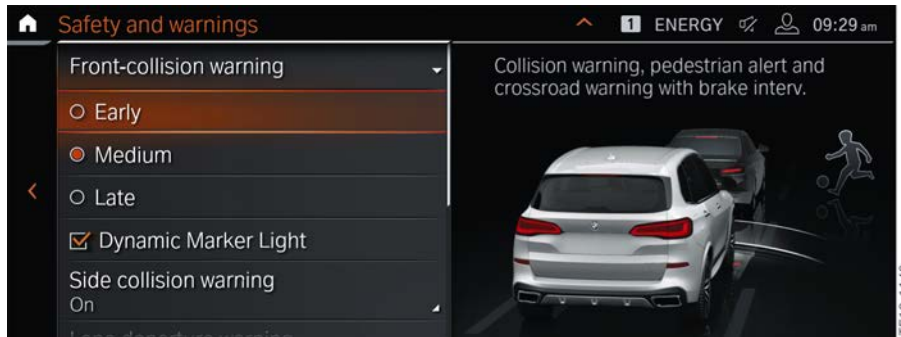 Safety and warnings
1 ENERGY 09:29 am
Front-collision warning
Early
Medium
Late
Dynamic Marker Light
Side collision warning
On
Collision warning, pedestrian alert and
crossroad warning with brake interv.